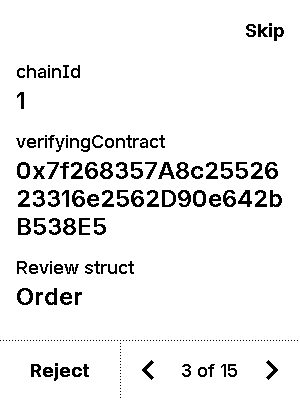 Skip
chainId
1
verifyingContract
0x7f268357A8c25526
23316e2562D90e642b
B538E5
Review struct
Order
Reject
3 of 15